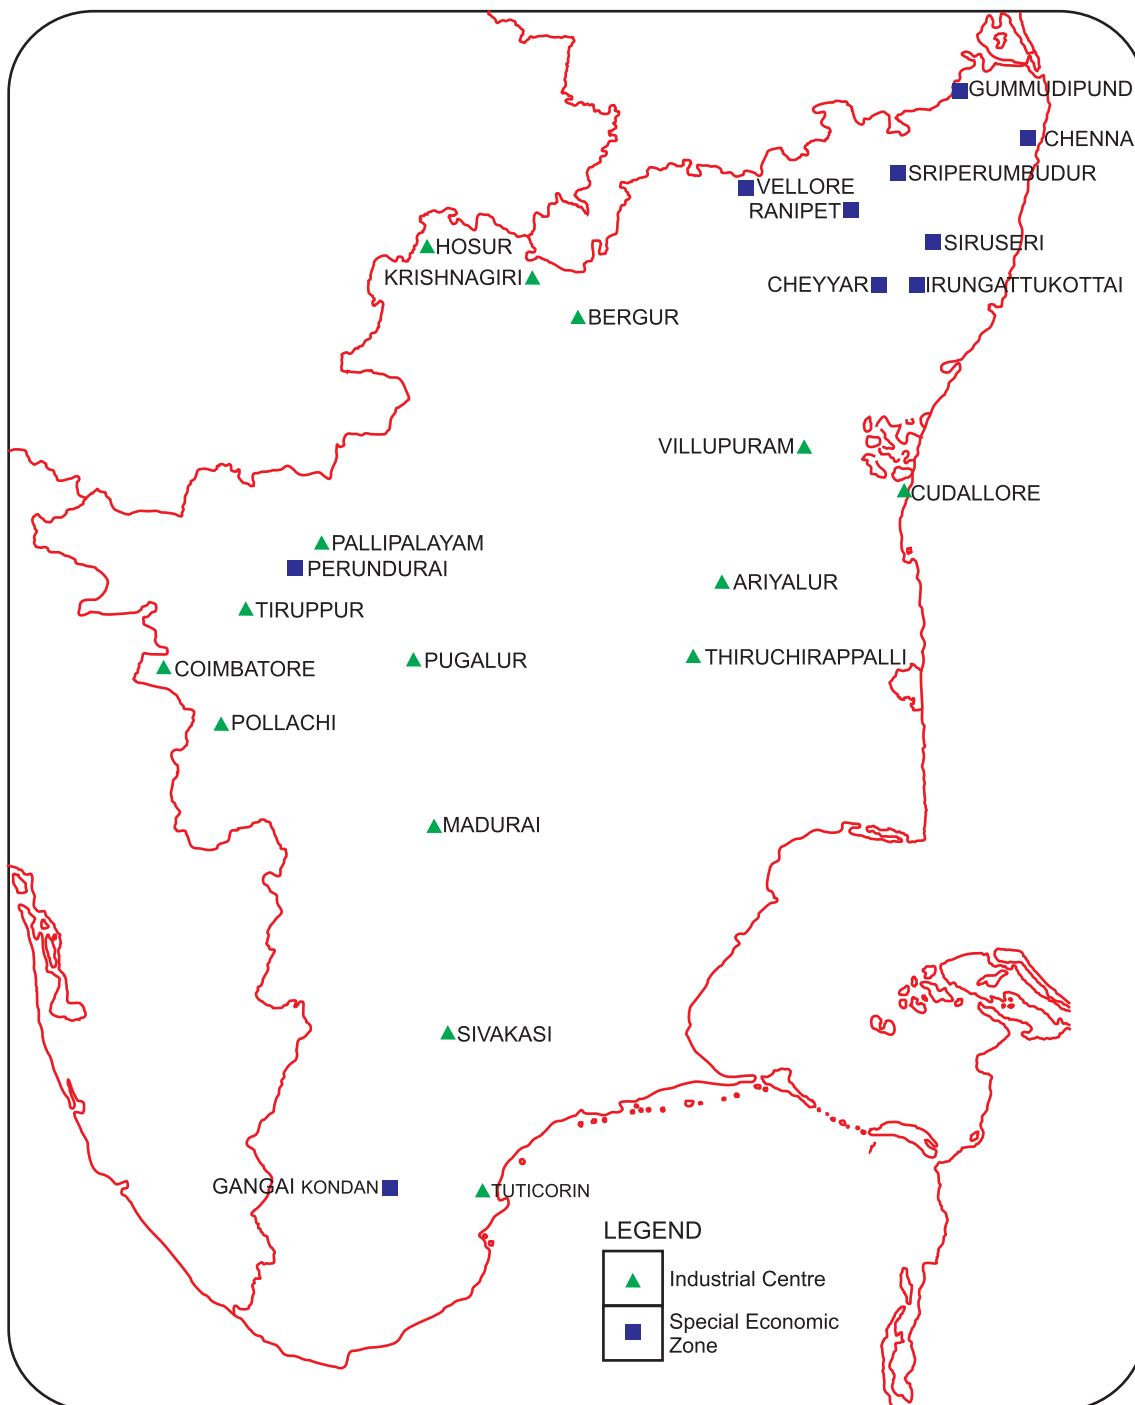 GUMMUDIPUND
CHENNA
SRIPERUMBUDUR
VELLORE
RANIPET
SIRUSERI
HOSUR
KRISHNAGIRI
CHEYYAR
IRUNGATTUKOTTAI
BERGUR
VILLUPURAM
CUDALLORE
PALLIPALAYAM
PERUNDURAI
ARIYALUR
TIRUPPUR
THIRUCHIRAPPALLI
PUGALUR
COIMBATORE
POLLACHI
MADURAI
SIVAKASI
GANGAI KONDAN
TUTICORIN
LEGEND
Industrial Centre
Special Economic
Zone